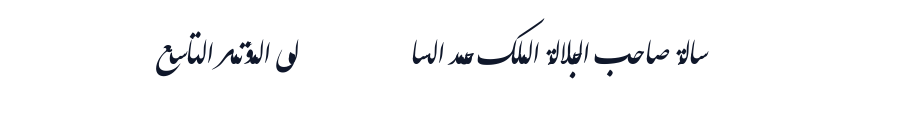 سالة صاحب الجلالة الملك محمد السا لى المؤتمر التاسع